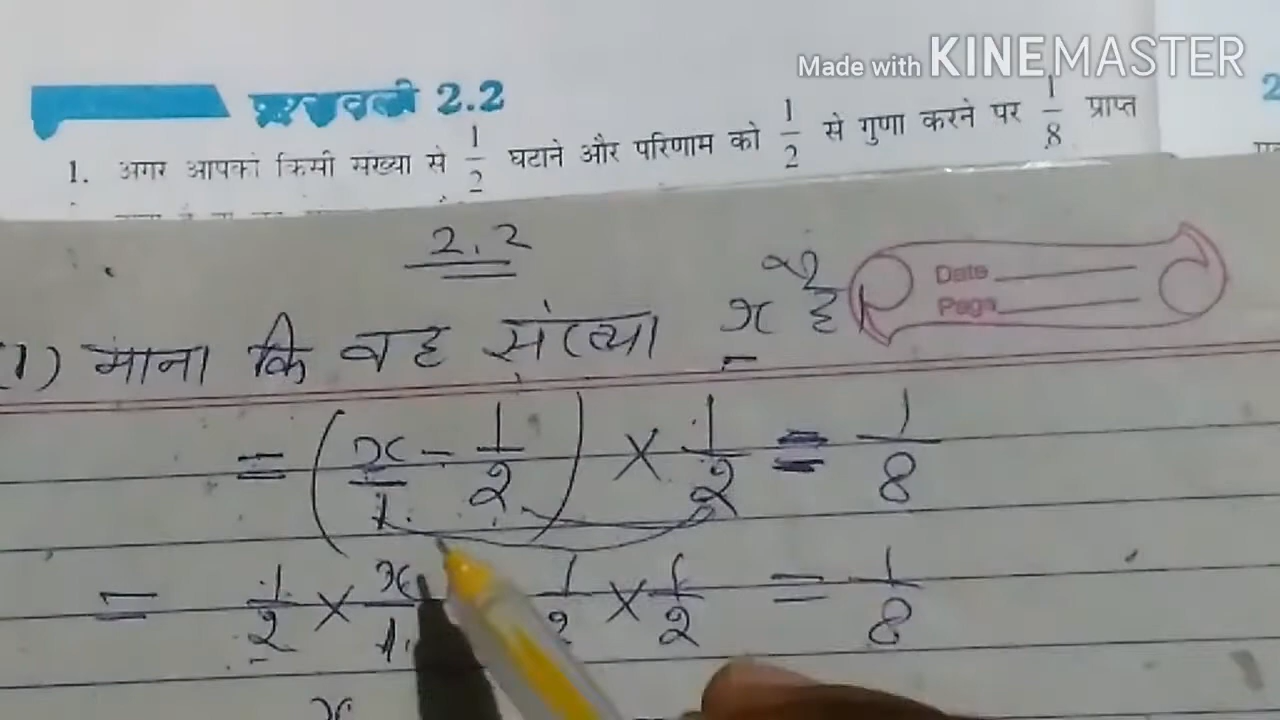 Made with KINEMASTER
2.2
1. अगर आपको किसी संख्या से 1/2 घटाने और परिणाम को 1/2 से गुणा करने पर 1/8 प्राप्त
2.2
Date
Page
(1) माना कि वह संख्या x है।
= (x/1 - 1/2) × 1/2 = 1/8
= 1/2 × x/1 1/2 × 1/2 = 1/8
x